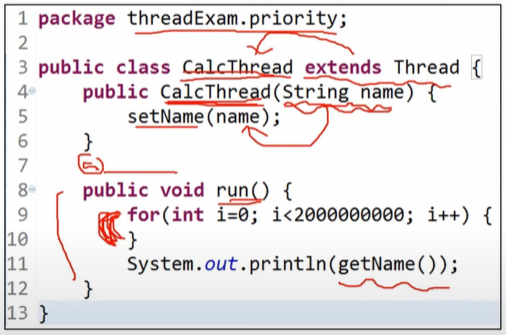 1 package threadExam.priority;
2
3 public class CalcThread extends Thread {
4 public CalcThread(String name) {
5 setName(name);
6 }
7
8 public void run() {
9 for(int i=0; i<2000000000; i++) {
10 }
11 System.out.println(getName());
12 }
13 }